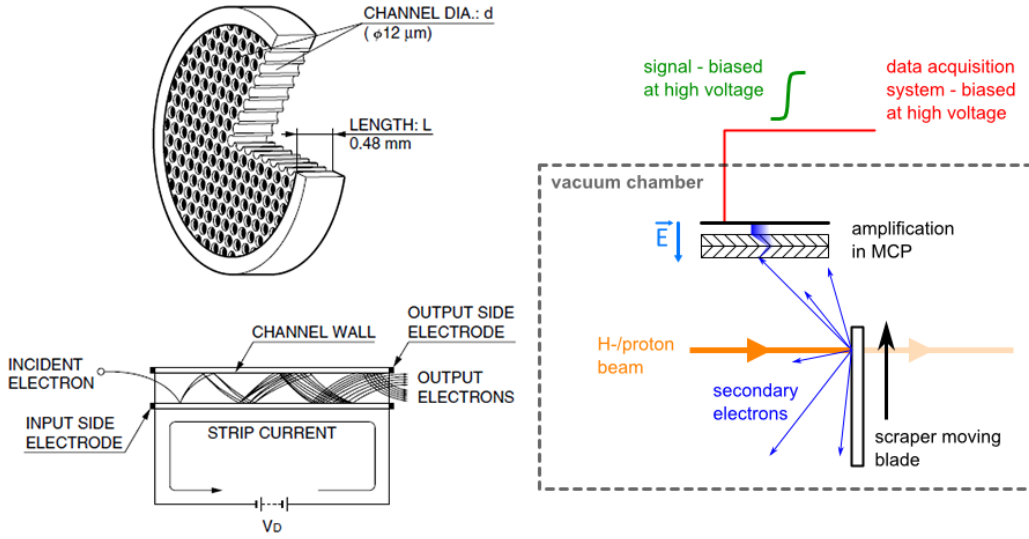 CHANNEL DIA.: d
( φ12 μm)
LENGTH: L
0.48 mm
CHANNEL WALL
OUTPUT SIDE
ELECTRODE
INCIDENT
ELECTRON
OUTPUT
ELECTRONS
INPUT SIDE
ELECTRODE
STRIP CURRENT
VD
signal - biased
at high voltage
data acquisition
system - biased
at high voltage
vacuum chamber
E
amplification
in MCP
H-/proton
beam
secondary
electrons
scraper moving
blade